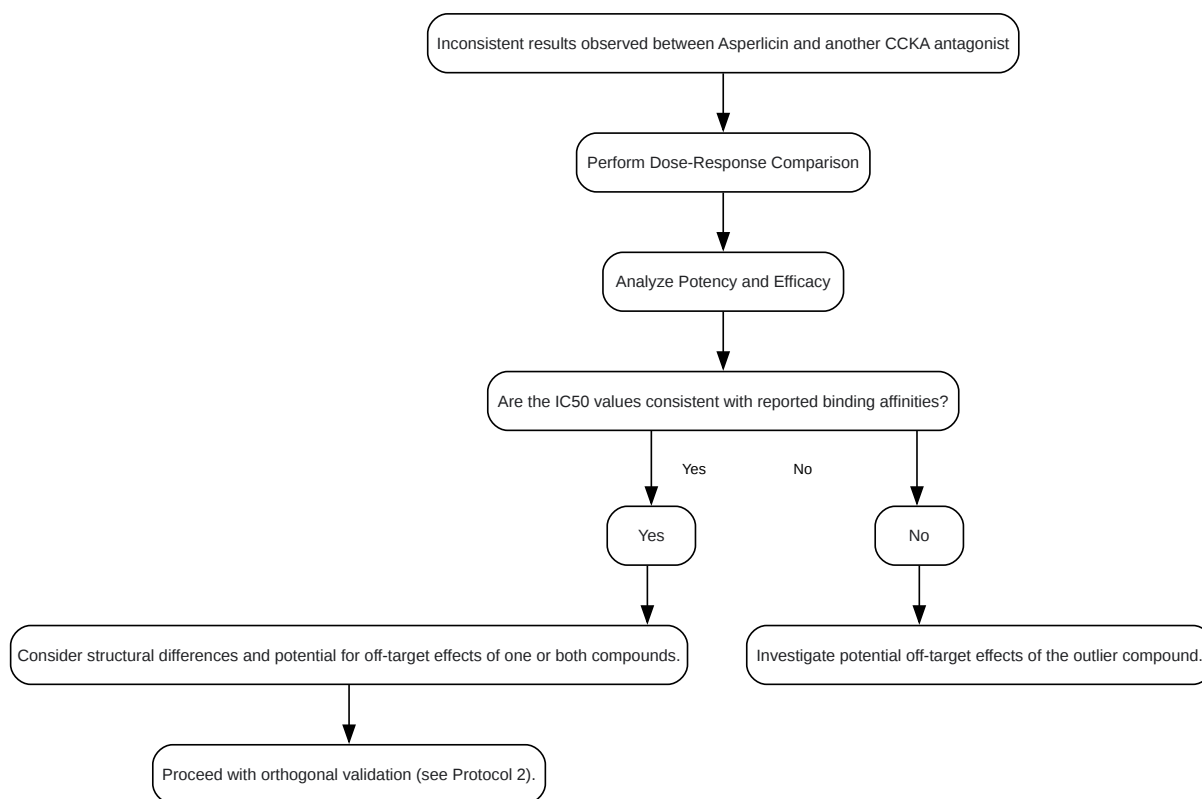 Inconsistent results observed between Asperlicin and another CCKA antagonist
Perform Dose-Response Comparison
Analyze Potency and Efficacy
Are the IC50 values consistent with reported binding affinities?
Yes
No
Yes
No
Consider structural differences and potential for off-target effects of one or both compounds.
Investigate potential off-target effects of the outlier compound.
Proceed with orthogonal validation (see Protocol 2).